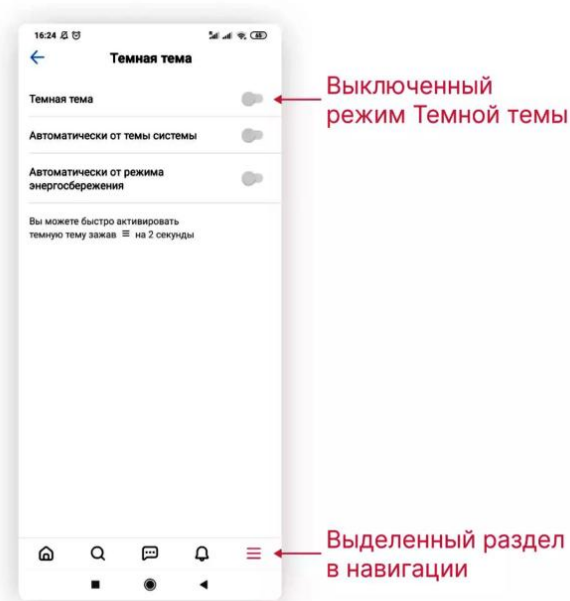 16:24
48
Темная тема
Темная тема
Выключенный
режим Темной темы
Автоматически от темы системы
Автоматически от режима
энергосбережения
Вы можете быстро активировать
темную тему зажав ≡ на 2 секунды
Выделенный раздел
в навигации